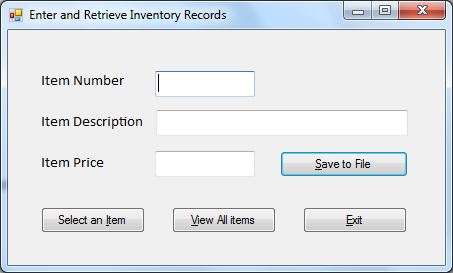 Enter and Retrieve Inventory Records
Item Number
Item Description
Item Price
Save to File
Select an Item
View All items
Exit